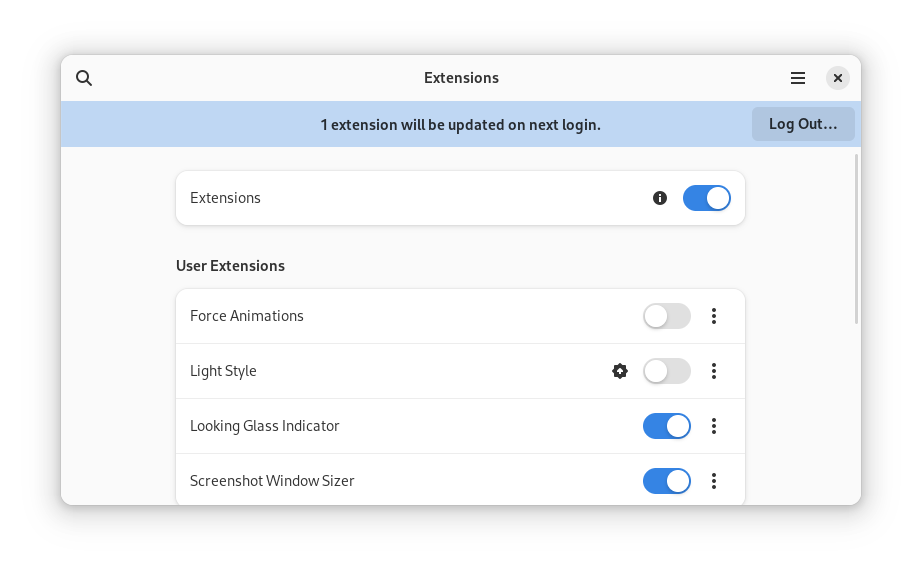 Extensions
1 extension will be updated on next login.
Log Out…
Extensions
User Extensions
Force Animations
Light Style
Looking Glass Indicator
Screenshot Window Sizer